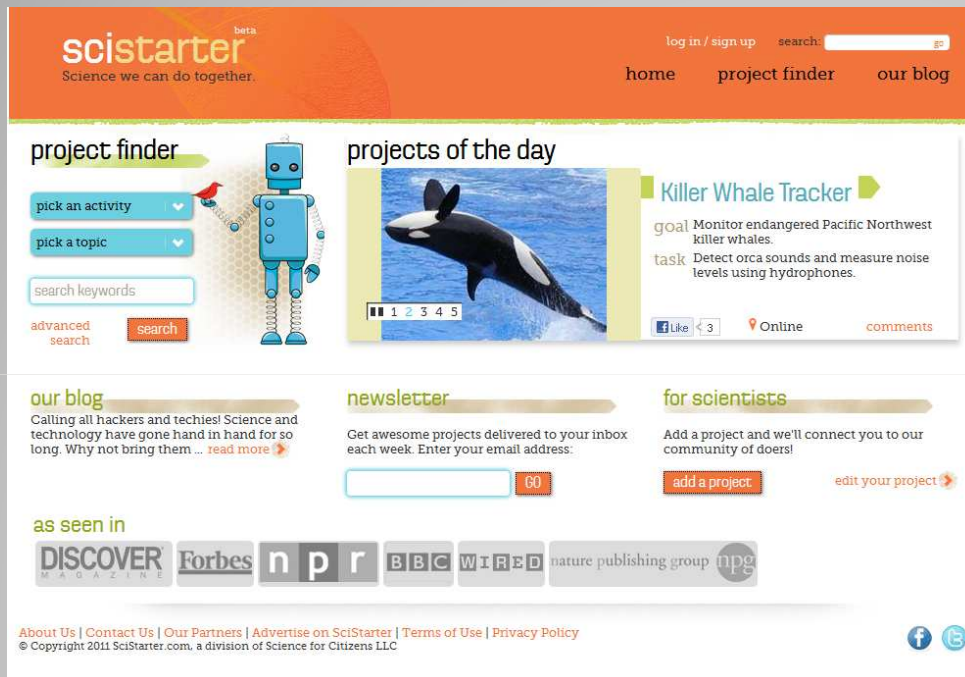 beta
scistarter
Science we can do together.
log in / sign up search: go
home project finder our blog
project finder
pick an activity
pick a topic
search keywords
advanced
search
search
projects of the day
1 2 3 4 5
Killer Whale Tracker
goal Monitor endangered Pacific Northwest
killer whales.
task Detect orca sounds and measure noise
levels using hydrophones.
f Like 3 Online comments
our blog
Calling all hackers and techies! Science and
technology have gone hand in hand for so
long. Why not bring them ... read more
newsletter
Get awesome projects delivered to your inbox
each week. Enter your email address:
GO
for scientists
Add a project and we'll connect you to our
community of doers!
add a project edit your project
as seen in
DISCOVER
MAGAZINE
Forbes
npr
BBC
WIRED
nature publishing group npg
About Us | Contact Us | Our Partners | Advertise on SciStarter | Terms of Use | Privacy Policy
© Copyright 2011 SciStarter.com, a division of Science for Citizens LLC
f